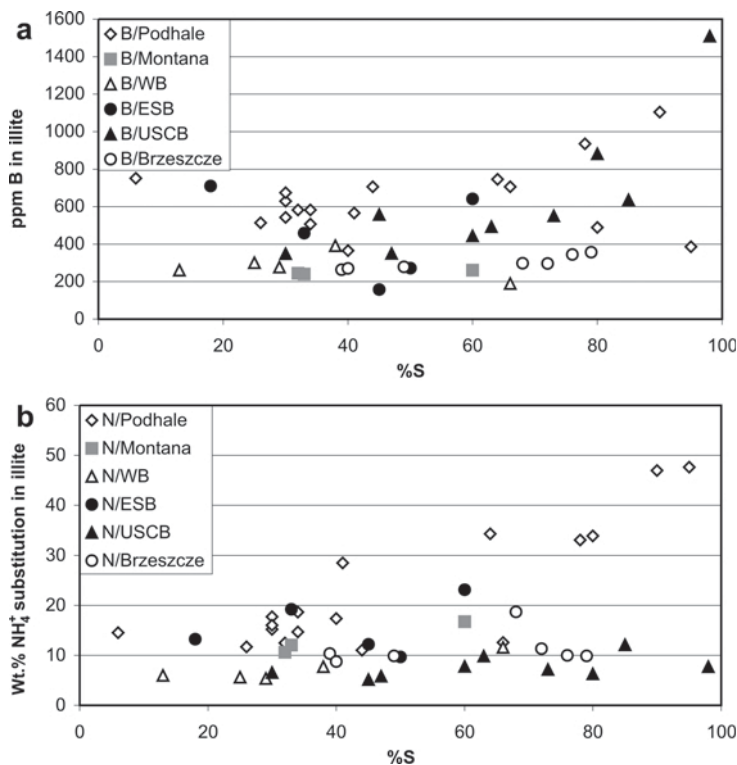 a
ppm B in illite
1600
1400
1200
1000
800
600
400
200
0
B/Podhale
B/Montana
B/WB
B/ESB
B/USCB
B/Brzeszcze
0 20 40 60 80 100
%S
b
Wt.% NH₄⁺ substitution in illite
60
50
40
30
20
10
0
N/Podhale
N/Montana
N/WB
N/ESB
N/USCB
N/Brzeszcze
0 20 40 60 80 100
%S